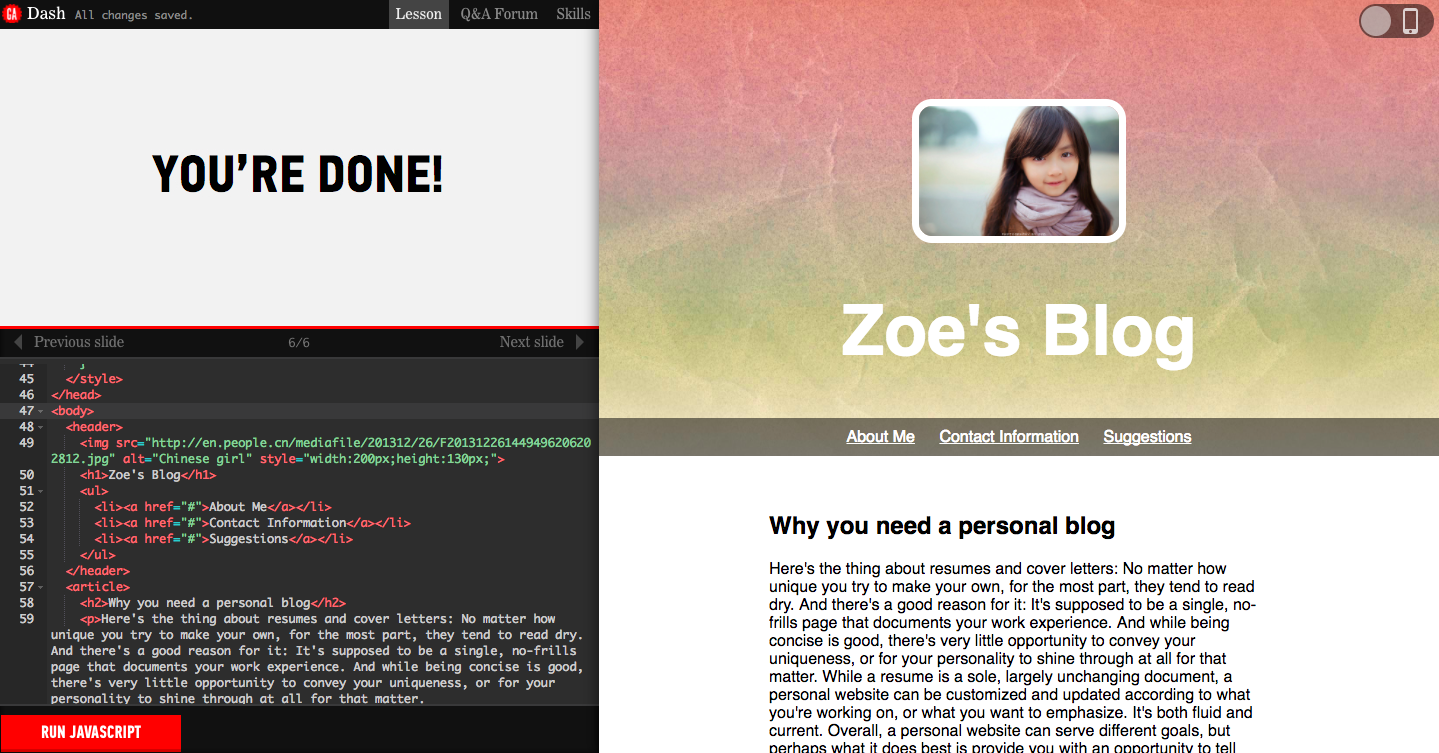 GA Dash All changes saved. Lesson Q&A Forum Skills
YOU'RE DONE!
Previous slide 6/6 Next slide
44 }
45 </style>
46 </head>
47 <body>
48 <header>
49 <img src="http://en.people.cn/mediafile/201312/26/F20131226144949620620
2812.jpg" alt="Chinese girl" style="width:200px;height:130px;">
50 <h1>Zoe's Blog</h1>
51 <ul>
52 <li><a href="#">About Me</a></li>
53 <li><a href="#">Contact Information</a></li>
54 <li><a href="#">Suggestions</a></li>
55 </ul>
56 </header>
57 <article>
58 <h2>Why you need a personal blog</h2>
59 <p>Here's the thing about resumes and cover letters: No matter how
unique you try to make your own, for the most part, they tend to read dry.
And there's a good reason for it: It's supposed to be a single, no-frills
page that documents your work experience. And while being concise is good,
there's very little opportunity to convey your uniqueness, or for your
personality to shine through at all for that matter.
RUN JAVASCRIPT
Zoe's Blog
About Me Contact Information Suggestions
Why you need a personal blog
Here's the thing about resumes and cover letters: No matter how
unique you try to make your own, for the most part, they tend to read
dry. And there's a good reason for it: It's supposed to be a single, no-
frills page that documents your work experience. And while being
concise is good, there's very little opportunity to convey your
uniqueness, or for your personality to shine through at all for that
matter. While a resume is a sole, largely unchanging document, a
personal website can be customized and updated according to what
you're working on, or what you want to emphasize. It's both fluid and
current. Overall, a personal website can serve different goals, but
perhaps what it does best is provide you with an opportunity to tell